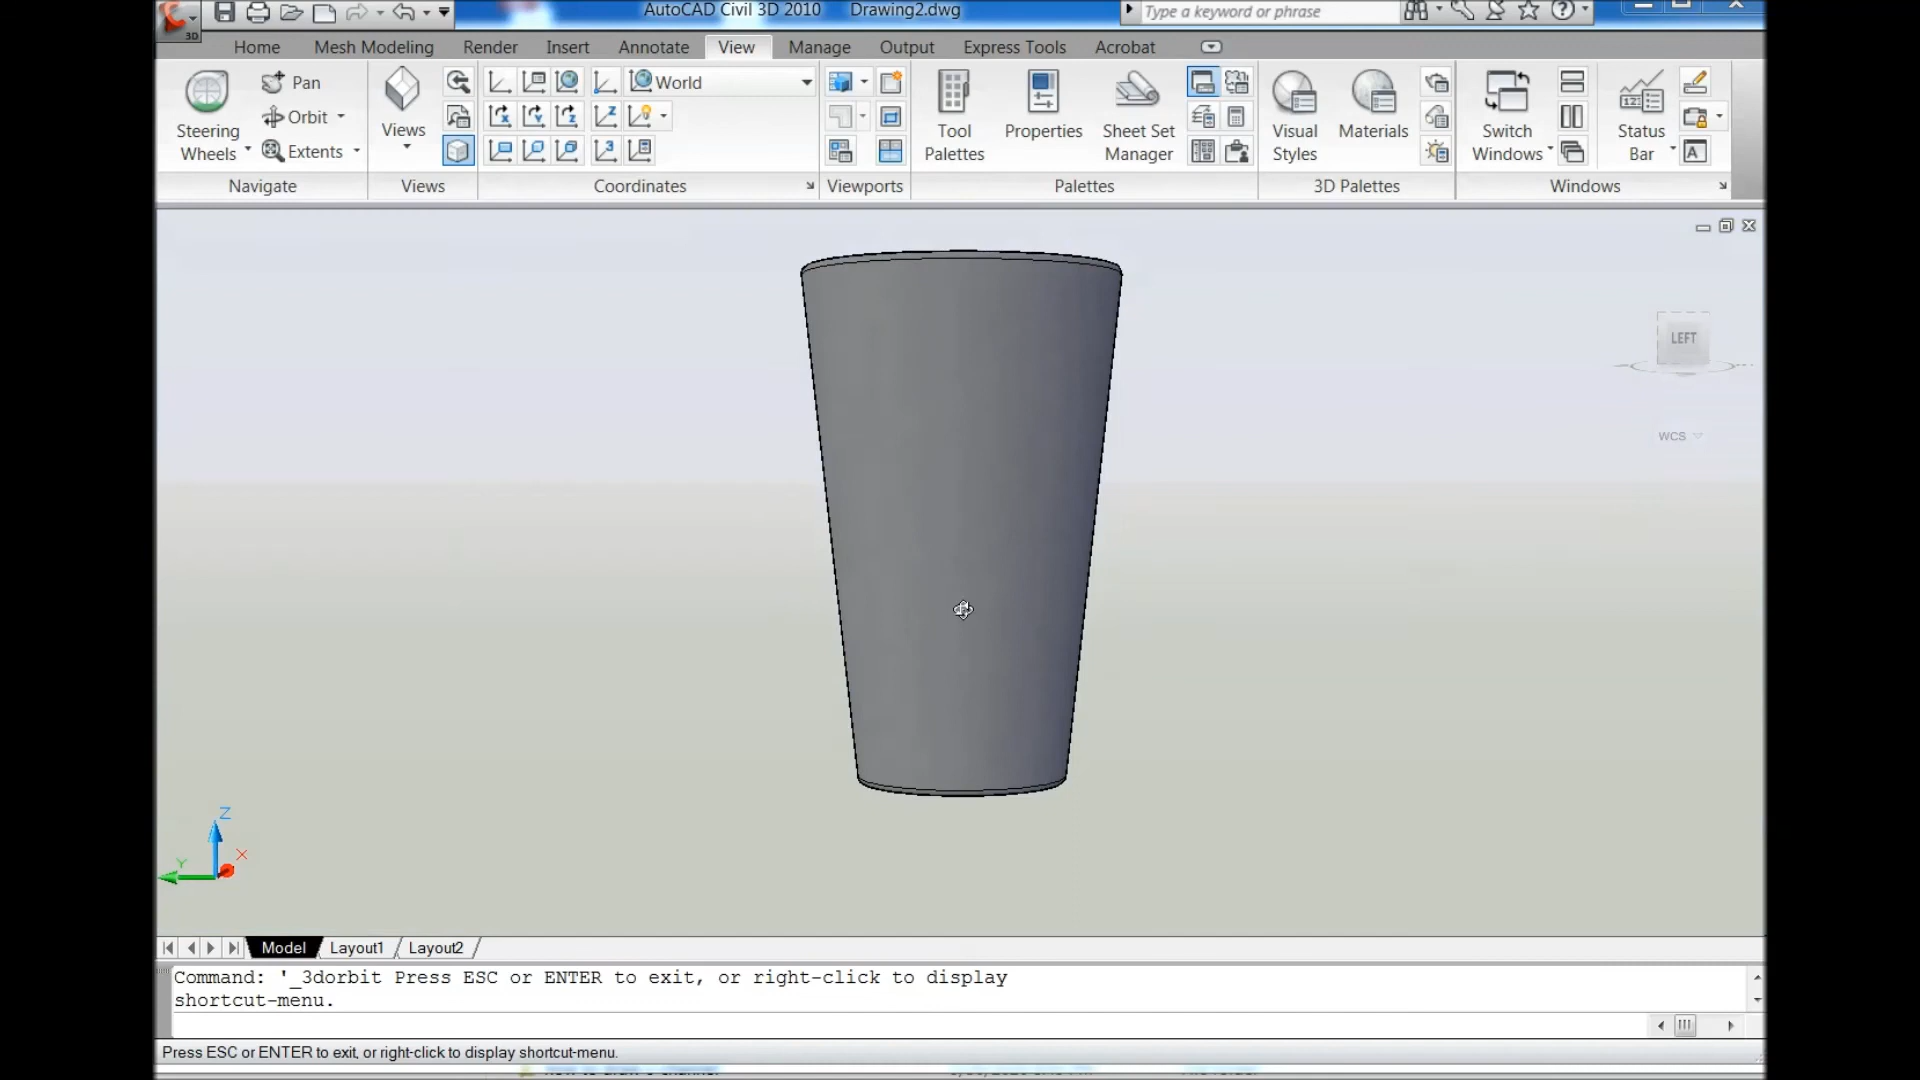 AutoCAD Civil 3D 2010 Drawing2.dwg Type a keyword or phrase
3D
Home Mesh Modeling Render Insert Annotate View Manage Output Express Tools Acrobat
Pan World
Orbit
Steering Wheels
Extents
Views
Tool Palettes
Properties
Sheet Set Manager
Visual Styles
Materials
Switch Windows
Status Bar
Navigate Views Coordinates Viewports Palettes 3D Palettes Windows
LEFT
WCS
Z
Y
X
Model Layout1 Layout2
Command: '_3dorbit Press ESC or ENTER to exit, or right-click to display
shortcut-menu.
Press ESC or ENTER to exit, or right-click to display shortcut-menu.